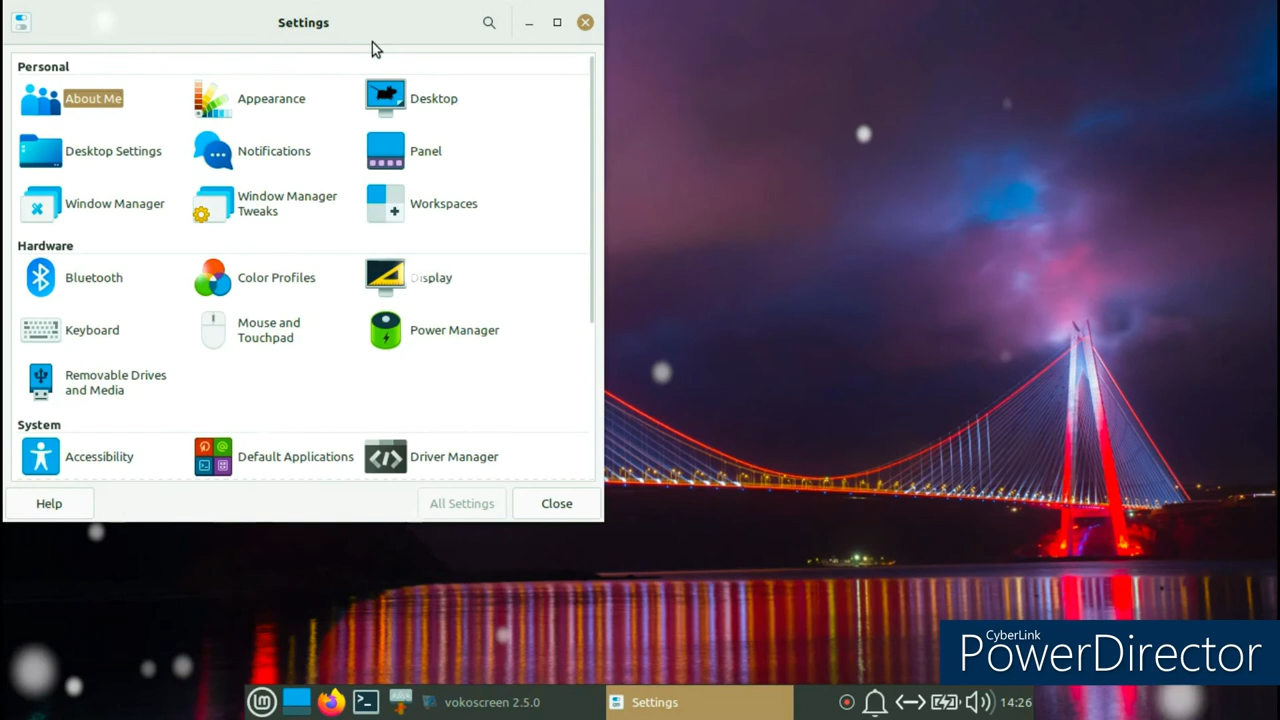 Settings
Personal
About Me
Appearance
Desktop
Desktop Settings
Notifications
Panel
Window Manager
Window Manager
Tweaks
Workspaces
Hardware
Bluetooth
Color Profiles
Display
Keyboard
Mouse and
Touchpad
Power Manager
Removable Drives
and Media
System
Accessibility
Default Applications
Driver Manager
Help
All Settings
Close
CyberLink
PowerDirector
vokoscreen 2.5.0
Settings
14:26